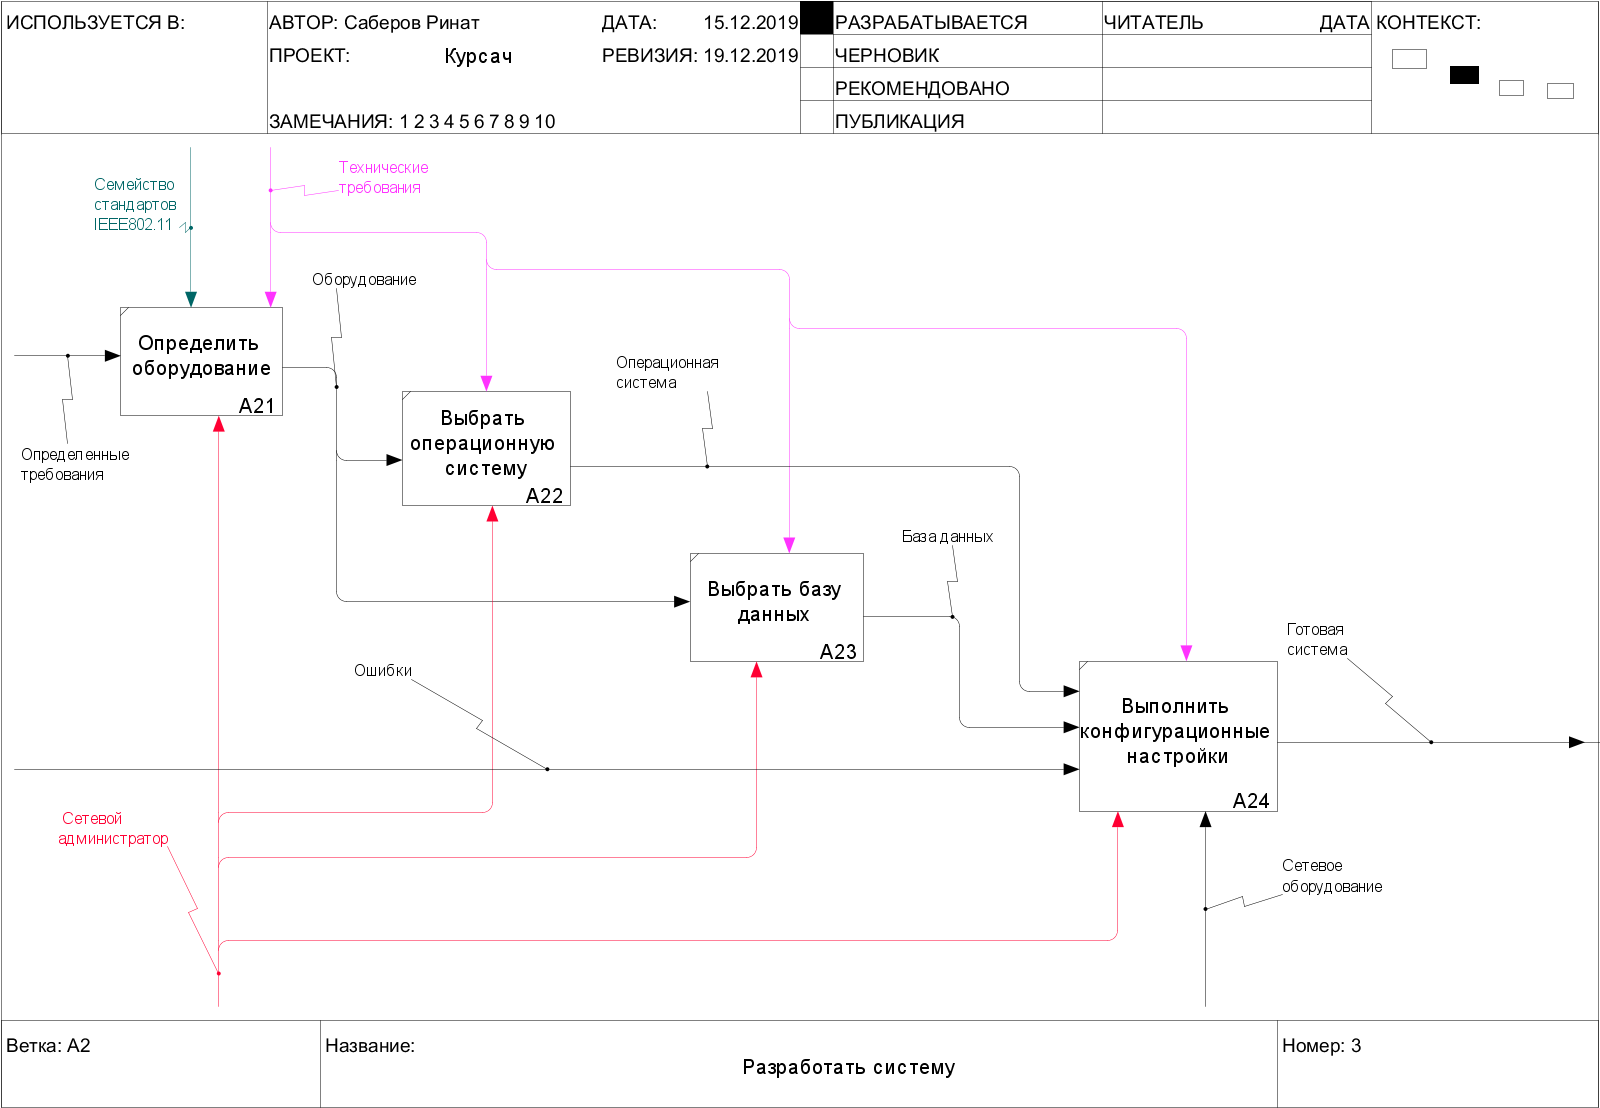 ИСПОЛЬЗУЕТСЯ В:
АВТОР: Саберов Ринат
ДАТА: 15.12.2019
РАЗРАБАТЫВАЕТСЯ
ЧИТАТЕЛЬ
ДАТА
КОНТЕКСТ:
ПРОЕКТ: Курсач
РЕВИЗИЯ: 19.12.2019
ЧЕРНОВИК
РЕКОМЕНДОВАНО
ЗАМЕЧАНИЯ: 1 2 3 4 5 6 7 8 9 10
ПУБЛИКАЦИЯ
Технические
требования
Семейство
стандартов
IEEE802.11
Оборудование
Определить
оборудование
A21
Операционная
система
Выбрать
операционную
систему
A22
Определенные
требования
База данных
Выбрать базу
данных
A23
Готовая
система
Ошибки
Выполнить
конфигурационные
настройки
A24
Сетевой
администратор
Сетевое
оборудование
Ветка: A2
Название:
Разработать систему
Номер: 3